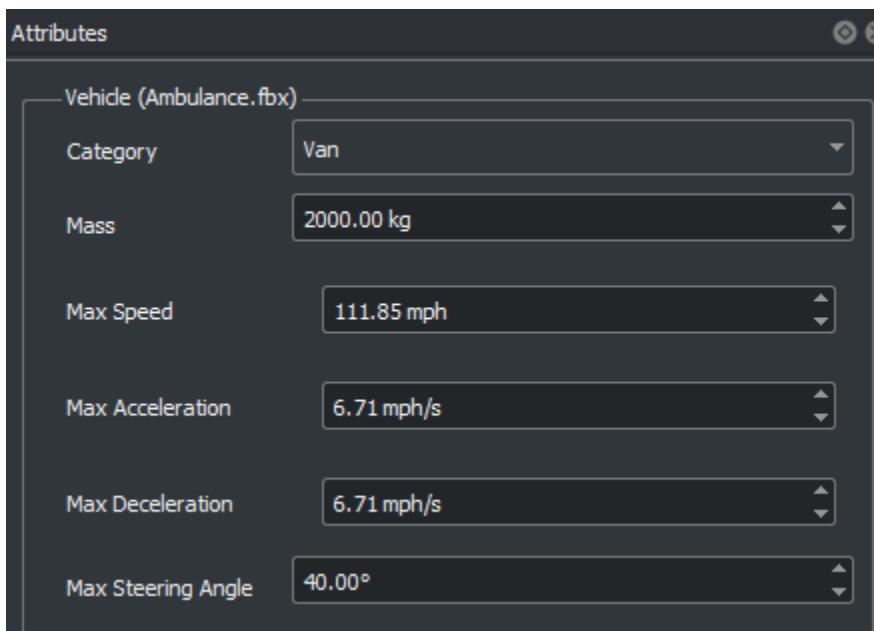 Attributes
Vehicle (Ambulance.fbx)
Category Van
Mass 2000.00 kg
Max Speed 111.85 mph
Max Acceleration 6.71 mph/s
Max Deceleration 6.71 mph/s
Max Steering Angle 40.00°